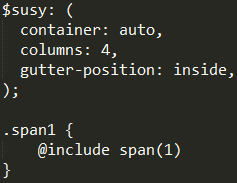 $susy: (
  container: auto,
  columns: 4,
  gutter-position: inside,
);

.span1 {
    @include span(1)
}